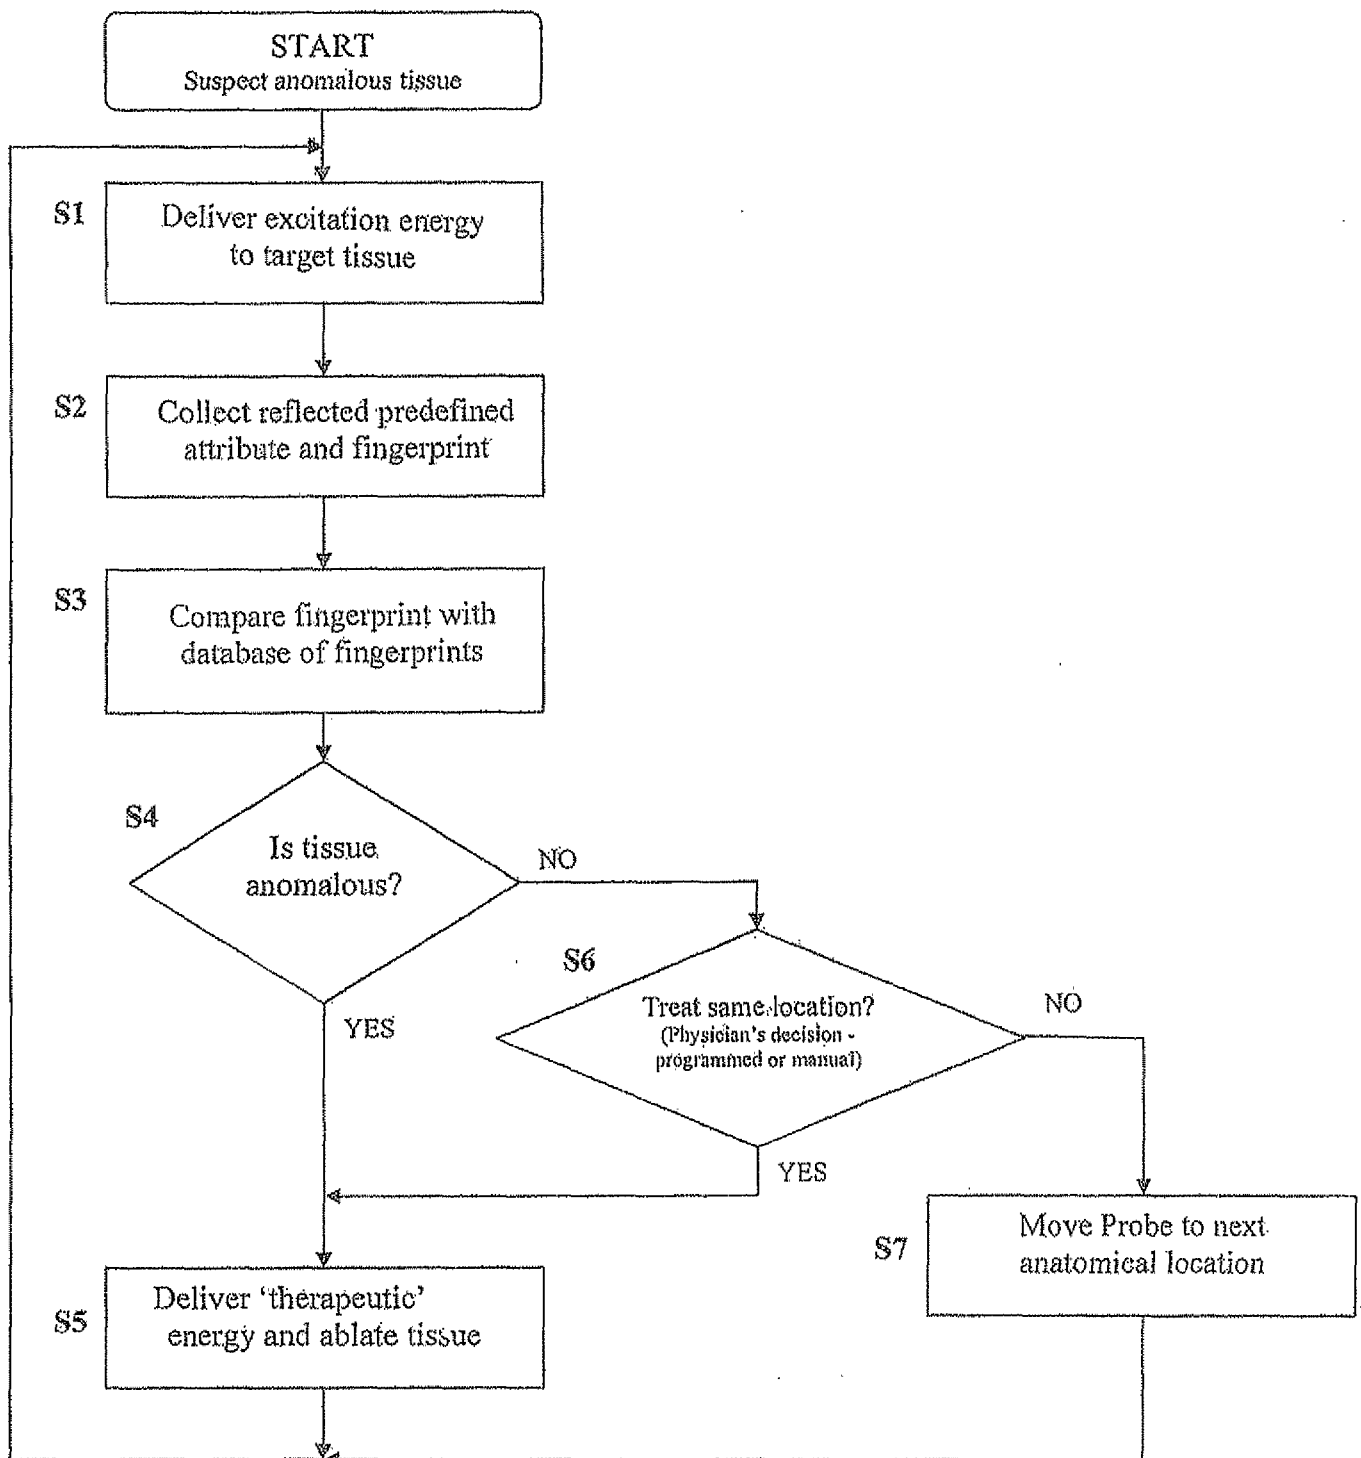 START
Suspect anomalous tissue
S1
Deliver excitation energy
to target tissue
S2
Collect reflected predefined
attribute and fingerprint
S3
Compare fingerprint with
database of fingerprints
S4
Is tissue
anomalous?
NO
YES
S6
Treat same location?
(Physician's decision -
programmed or manual)
NO
YES
S7
Move Probe to next
anatomical location
S5
Deliver ‘therapeutic’
energy and ablate tissue